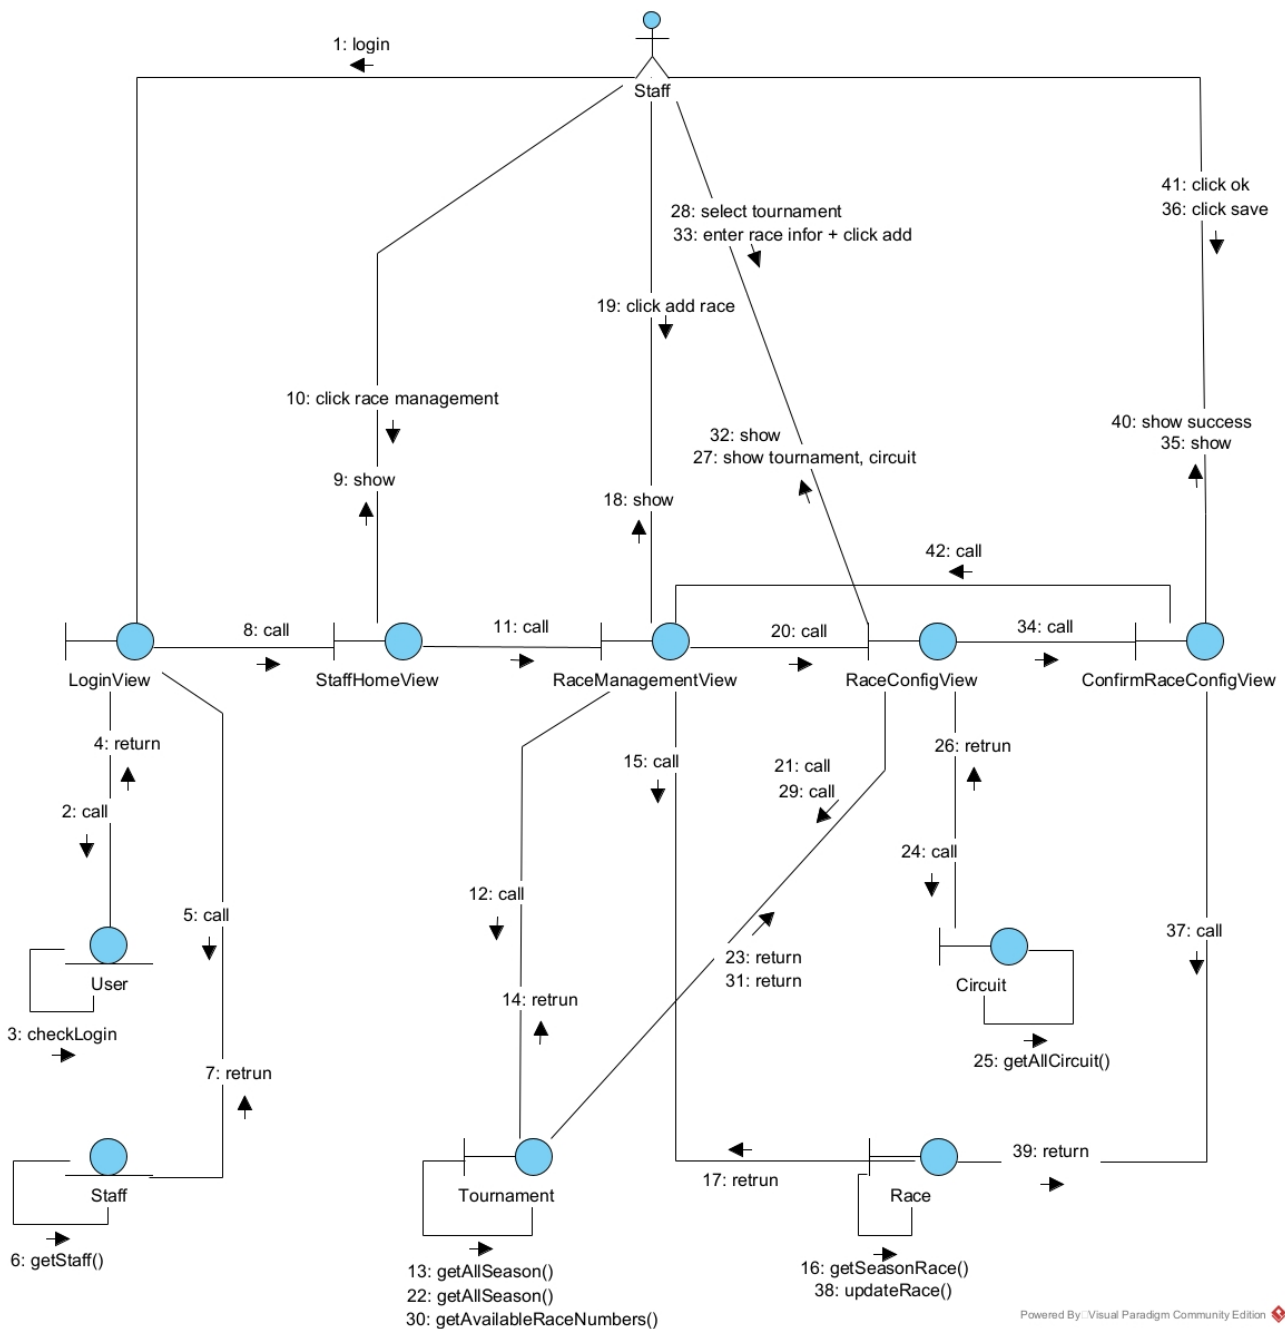 1: login
Staff
41: click ok
36: click save
28: select tournament
33: enter race infor + click add
19: click add race
10: click race management
40: show success
35: show
32: show
27: show tournament, circuit
9: show
18: show
42: call
8: call
11: call
20: call
34: call
LoginView
StaffHomeView
RaceManagementView
RaceConfigView
ConfirmRaceConfigView
4: return
15: call
21: call
29: call
26: retrun
2: call
24: call
12: call
5: call
37: call
User
23: return
31: return
Circuit
14: retrun
3: checkLogin
25: getAllCircuit()
7: retrun
39: return
Staff
Tournament
17: retrun
Race
6: getStaff()
13: getAllSeason()
22: getAllSeason()
30: getAvailableRaceNumbers()
16: getSeasonRace()
38: updateRace()
Powered By Visual Paradigm Community Edition